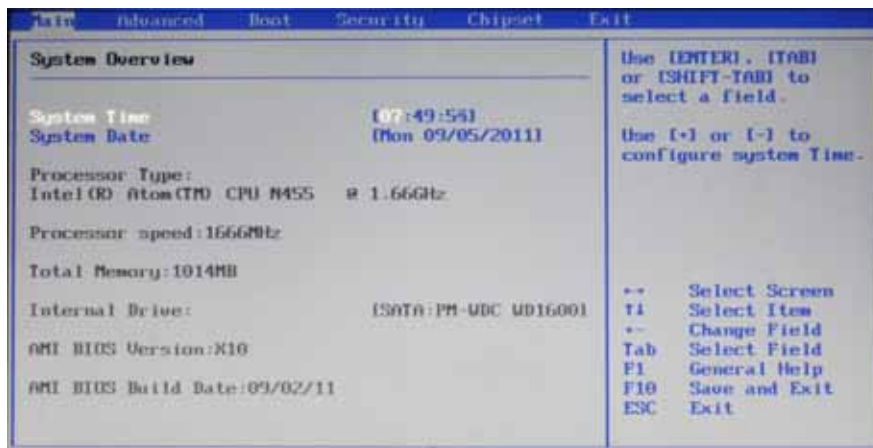 Main Advanced Boot Security Chipset Exit
System Overview
System Time [07:49:56]
System Date [Mon 09/05/2011]
Processor Type:
Intel(R) Atom(TM) CPU N455 @ 1.66GHz
Processor speed:1666MHz
Total Memory:1014MB
Internal Drive: [SATA:PM-WDC WD1600]
AMI BIOS Version:X10
AMI BIOS Build Date:09/02/11
Use [ENTER], [TAB]
or [SHIFT-TAB] to
select a field.
Use [+] or [-] to
configure system Time.
←→ Select Screen
↑↓ Select Item
+- Change Field
Tab Select Field
F1 General Help
F10 Save and Exit
ESC Exit